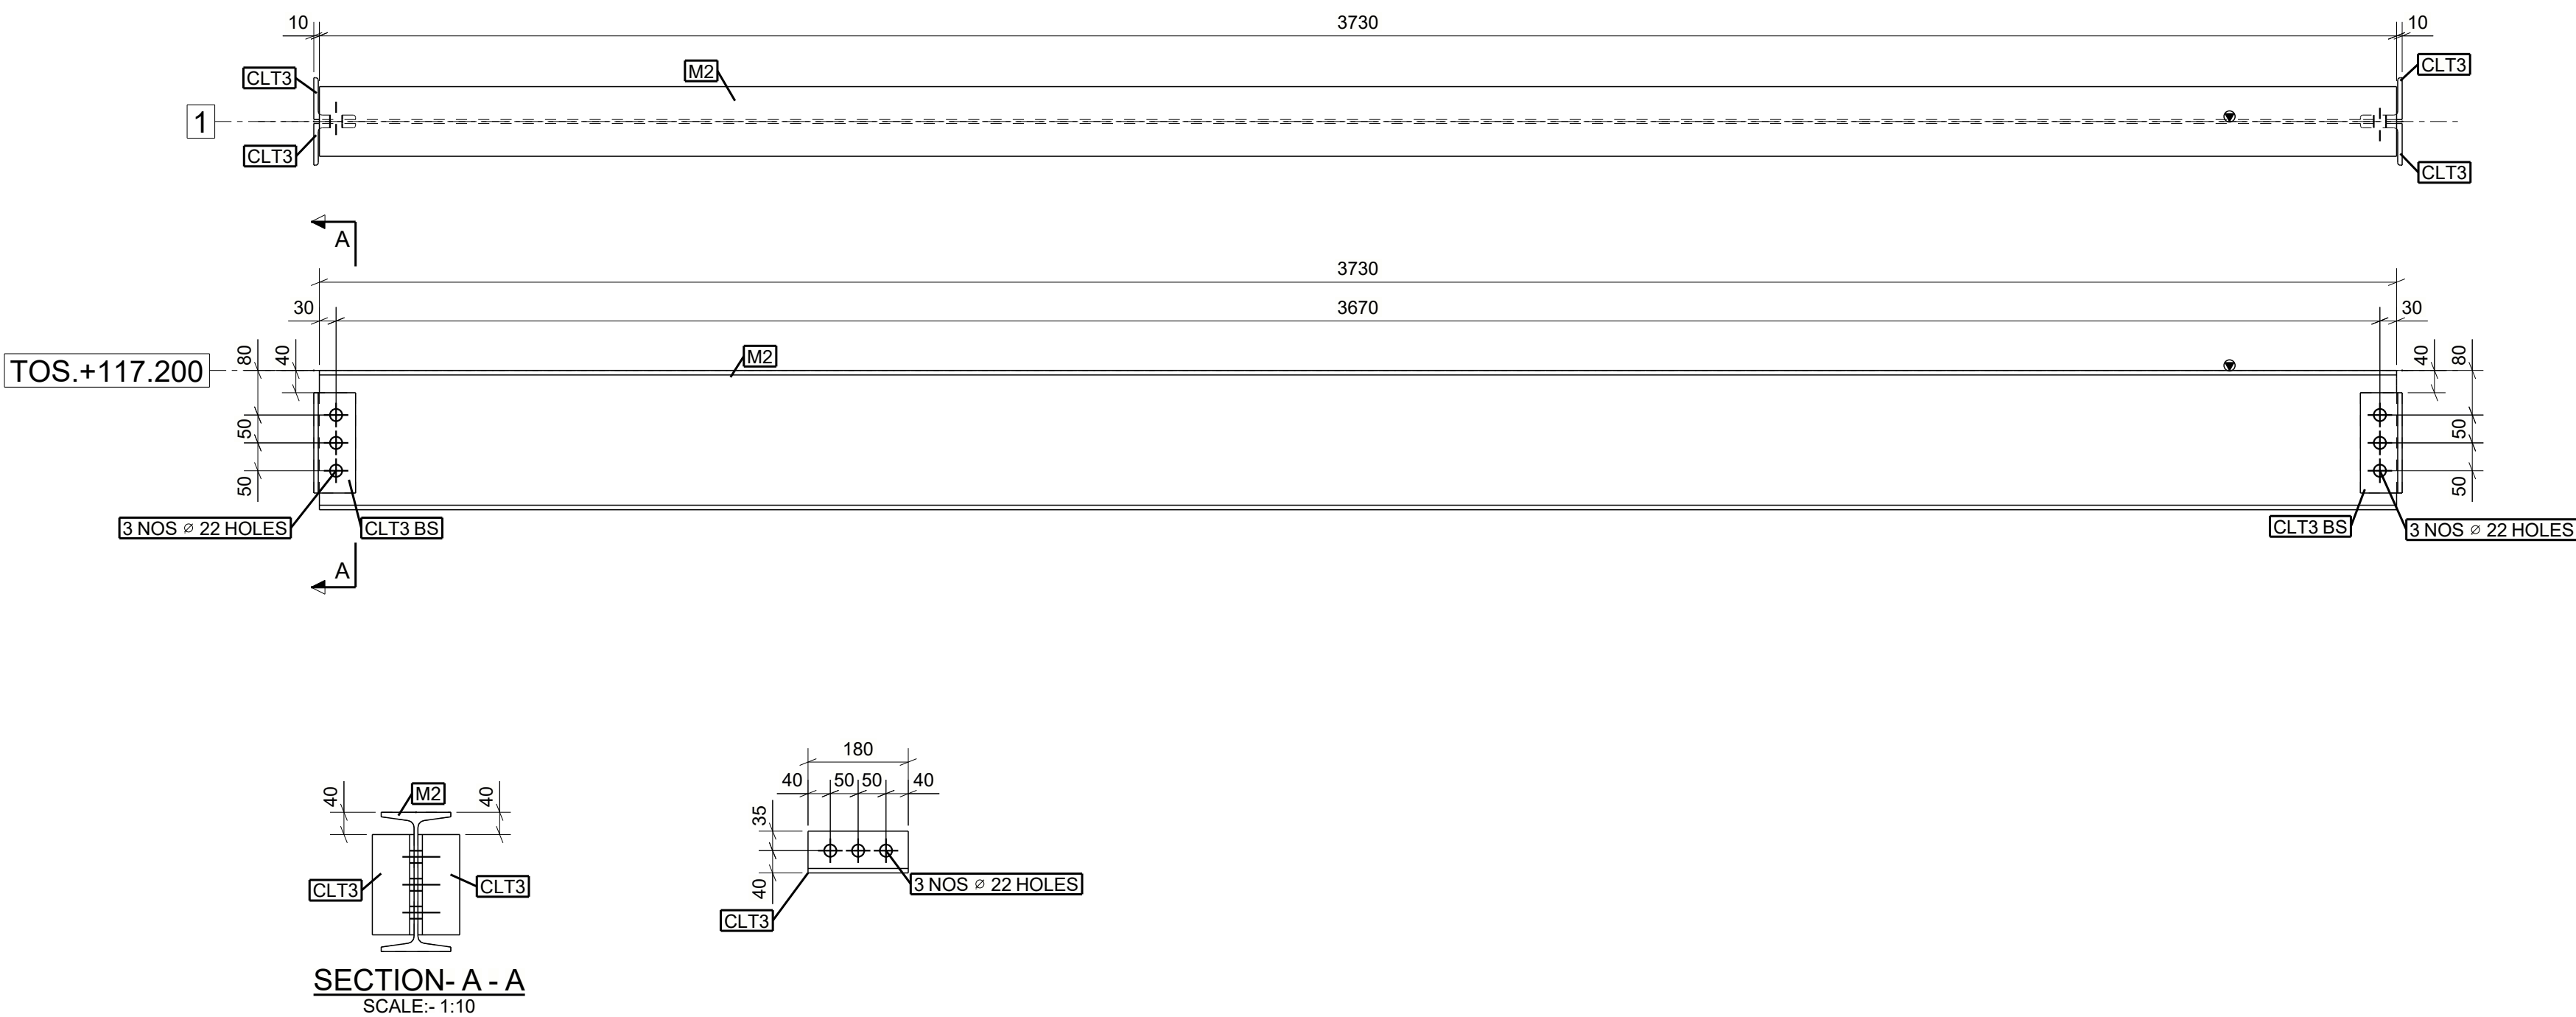 10
3730
10
CLT3
M2
CLT3
1
CLT3
CLT3
A
3730
30
3670
30
80
40
M2
40
80
TOS.+117.200
50
50
50
50
3 NOS ⌀ 22 HOLES
CLT3 BS
CLT3 BS
3 NOS ⌀ 22 HOLES
A
180
40
50
50
40
40
M2
40
35
CLT3
CLT3
40
3 NOS ⌀ 22 HOLES
CLT3
SECTION- A - A
SCALE:- 1:10